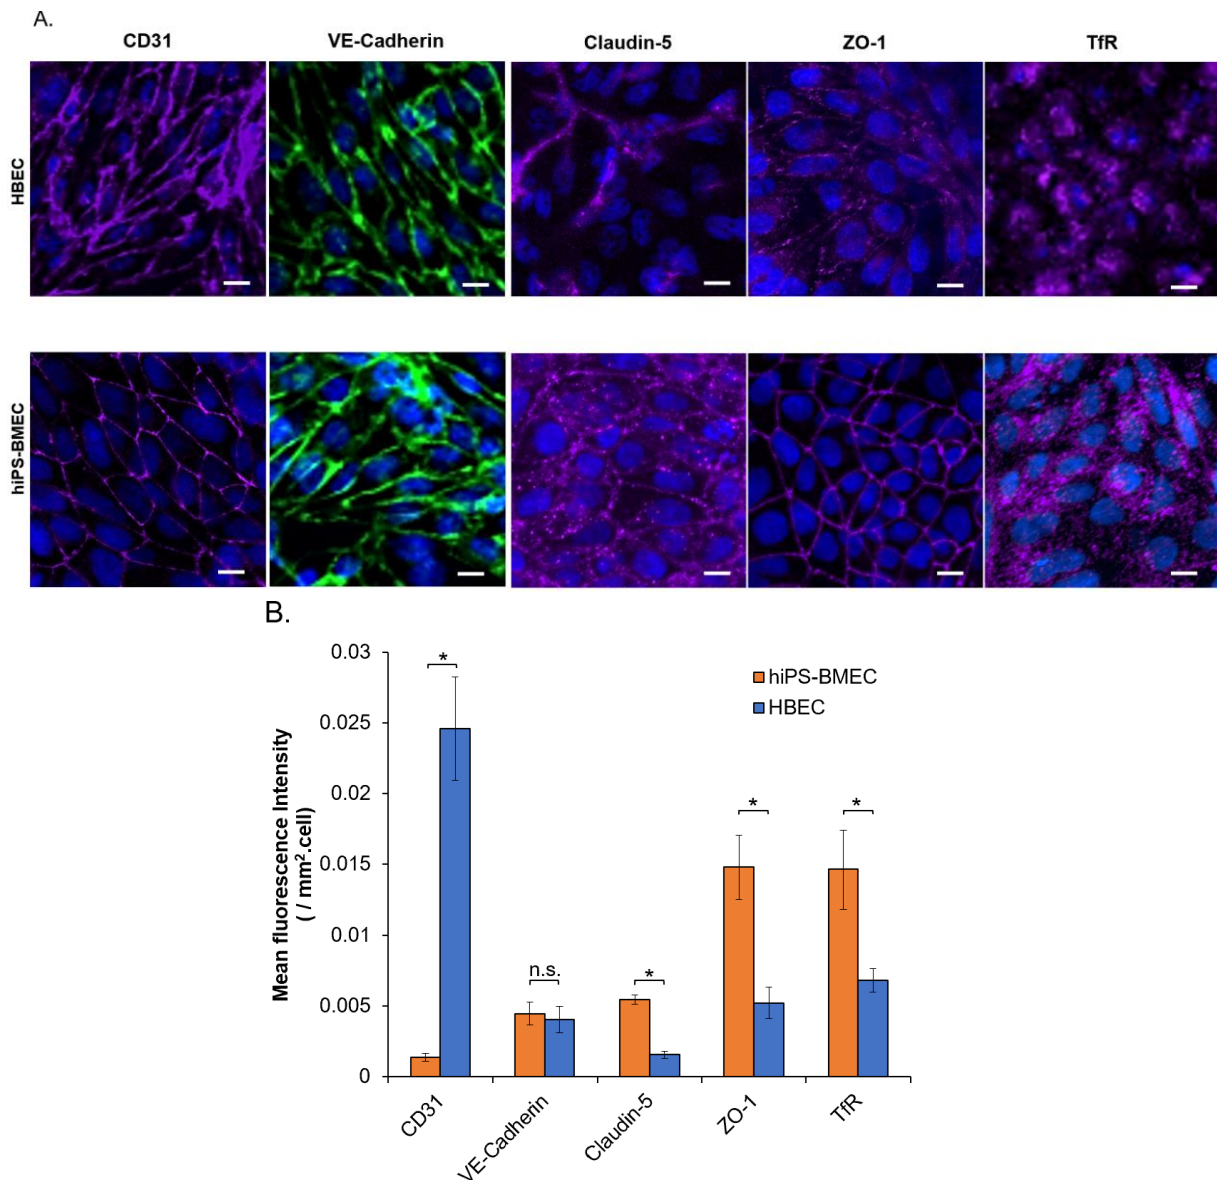 A.
CD31 VE-Cadherin Claudin-5 ZO-1 TfR
HBEC
hiPS-BMEC
B.
Mean fluorescence Intensity
( / mm².cell)
0.03
0.025
0.02
0.015
0.01
0.005
0
*
n.s.
*
*
*
hiPS-BMEC
HBEC
CD31
VE-Cadherin
Claudin-5
ZO-1
TfR